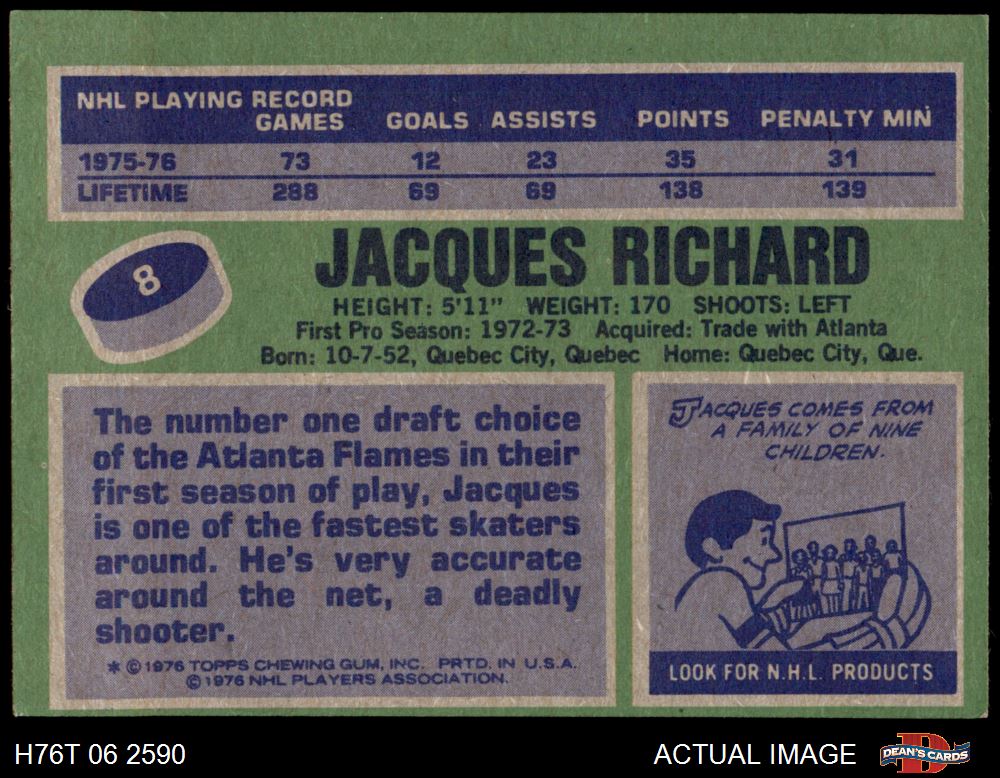 NHL PLAYING RECORD
GAMES GOALS ASSISTS POINTS PENALTY MIN
1975-76 73 12 23 35 31
LIFETIME 288 69 69 138 139
8
JACQUES RICHARD
HEIGHT: 5'11" WEIGHT: 170 SHOOTS: LEFT
First Pro Season: 1972-73 Acquired: Trade with Atlanta
Born: 10-7-52, Quebec City, Quebec Home: Quebec City, Que.
The number one draft choice
of the Atlanta Flames in their
first season of play, Jacques
is one of the fastest skaters
around. He's very accurate
around the net, a deadly
shooter.
* © 1976 TOPPS CHEWING GUM, INC. PRTD. IN U.S.A.
© 1976 NHL PLAYERS ASSOCIATION.
JACQUES COMES FROM
A FAMILY OF NINE
CHILDREN.
LOOK FOR N.H.L. PRODUCTS
H76T 06 2590 ACTUAL IMAGE
D
DEAN'S CARDS